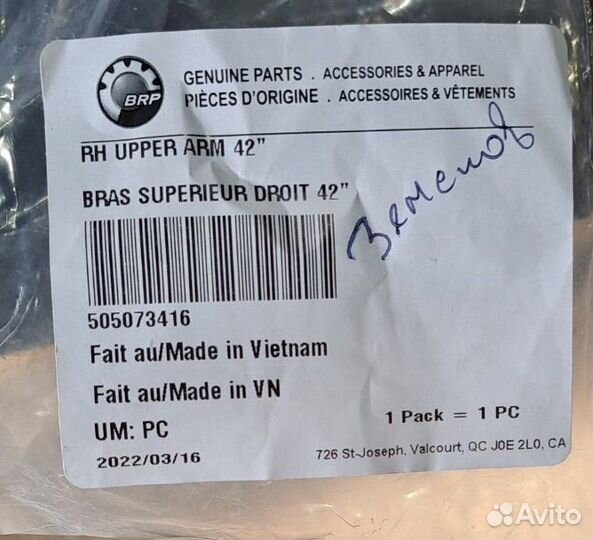 BRP
GENUINE PARTS . ACCESSORIES & APPAREL
PIÈCES D'ORIGINE . ACCESSOIRES & VÊTEMENTS
RH UPPER ARM 42”
BRAS SUPERIEUR DROIT 42”
Земсков
505073416
Fait au/Made in Vietnam
Fait au/Made in VN
UM: PC
1 Pack = 1 PC
2022/03/16
726 St-Joseph, Valcourt, QC J0E 2L0, CA
Avito